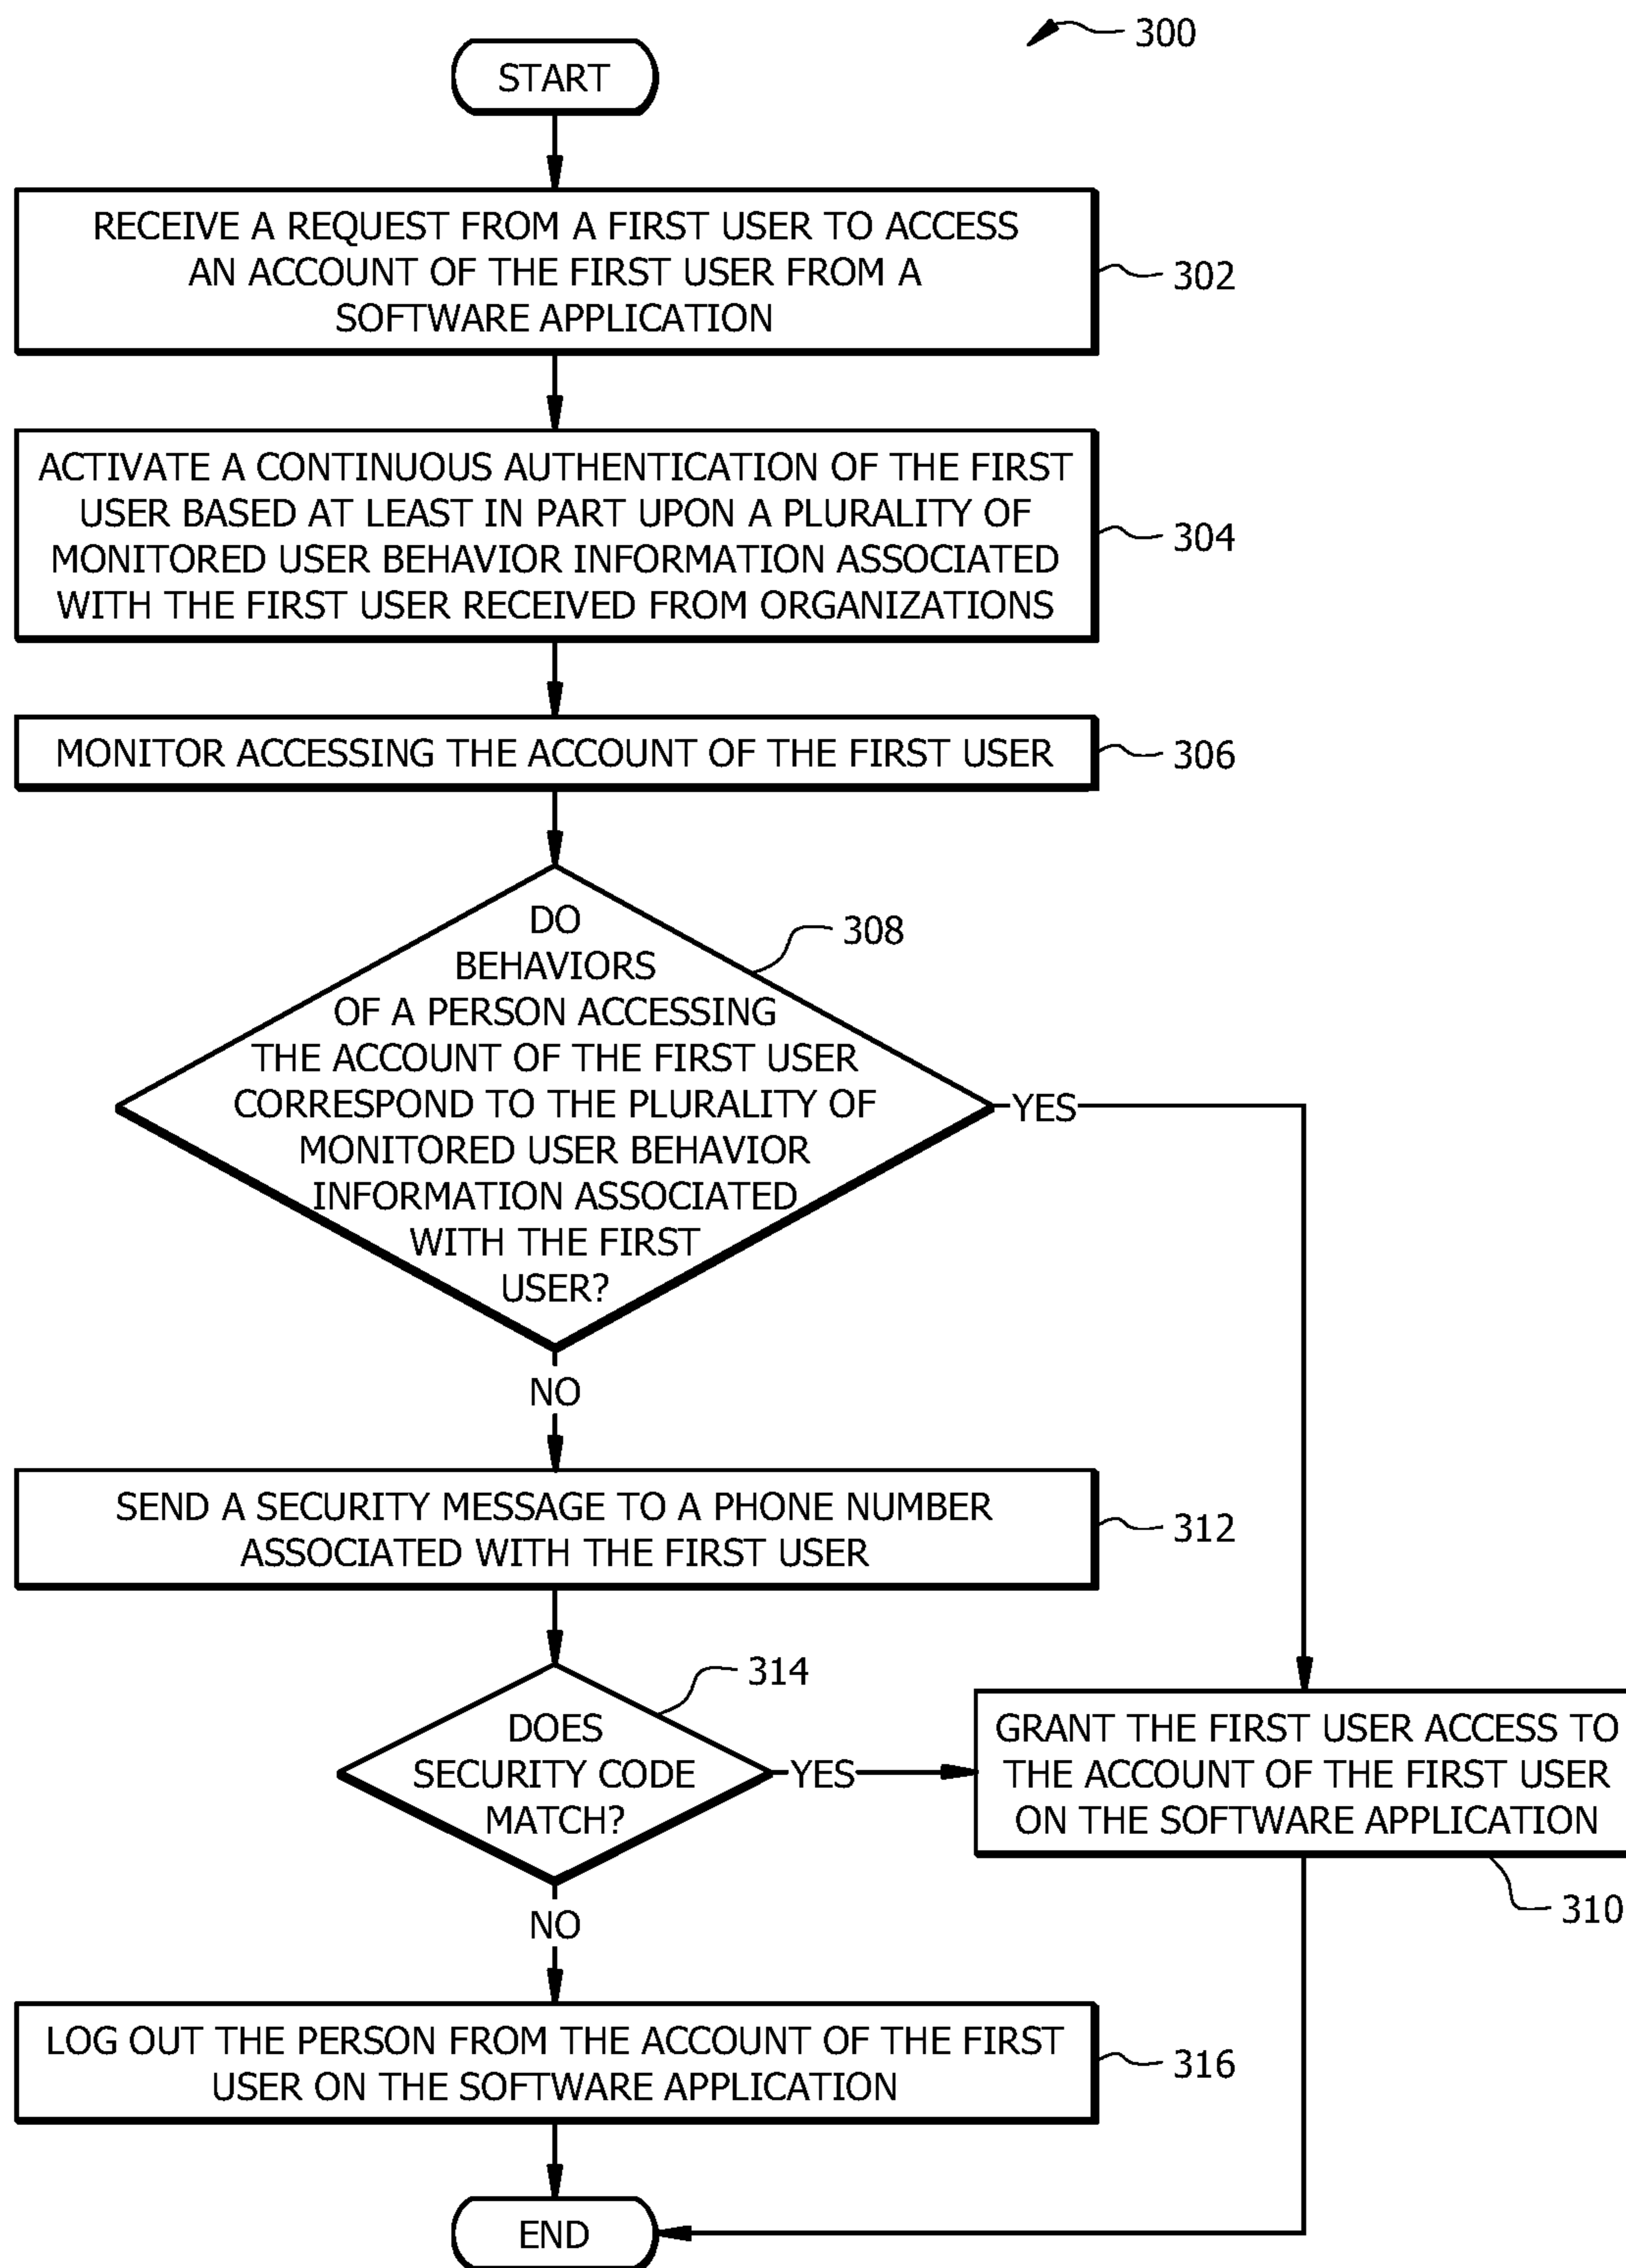 300
START
RECEIVE A REQUEST FROM A FIRST USER TO ACCESS
AN ACCOUNT OF THE FIRST USER FROM A
SOFTWARE APPLICATION
302
ACTIVATE A CONTINUOUS AUTHENTICATION OF THE FIRST
USER BASED AT LEAST IN PART UPON A PLURALITY OF
MONITORED USER BEHAVIOR INFORMATION ASSOCIATED
WITH THE FIRST USER RECEIVED FROM ORGANIZATIONS
304
MONITOR ACCESSING THE ACCOUNT OF THE FIRST USER
306
DO
BEHAVIORS
OF A PERSON ACCESSING
THE ACCOUNT OF THE FIRST USER
CORRESPOND TO THE PLURALITY OF
MONITORED USER BEHAVIOR
INFORMATION ASSOCIATED
WITH THE FIRST
USER?
308
YES
NO
SEND A SECURITY MESSAGE TO A PHONE NUMBER
ASSOCIATED WITH THE FIRST USER
312
DOES
SECURITY CODE
MATCH?
314
YES
GRANT THE FIRST USER ACCESS TO
THE ACCOUNT OF THE FIRST USER
ON THE SOFTWARE APPLICATION
310
NO
LOG OUT THE PERSON FROM THE ACCOUNT OF THE FIRST
USER ON THE SOFTWARE APPLICATION
316
END